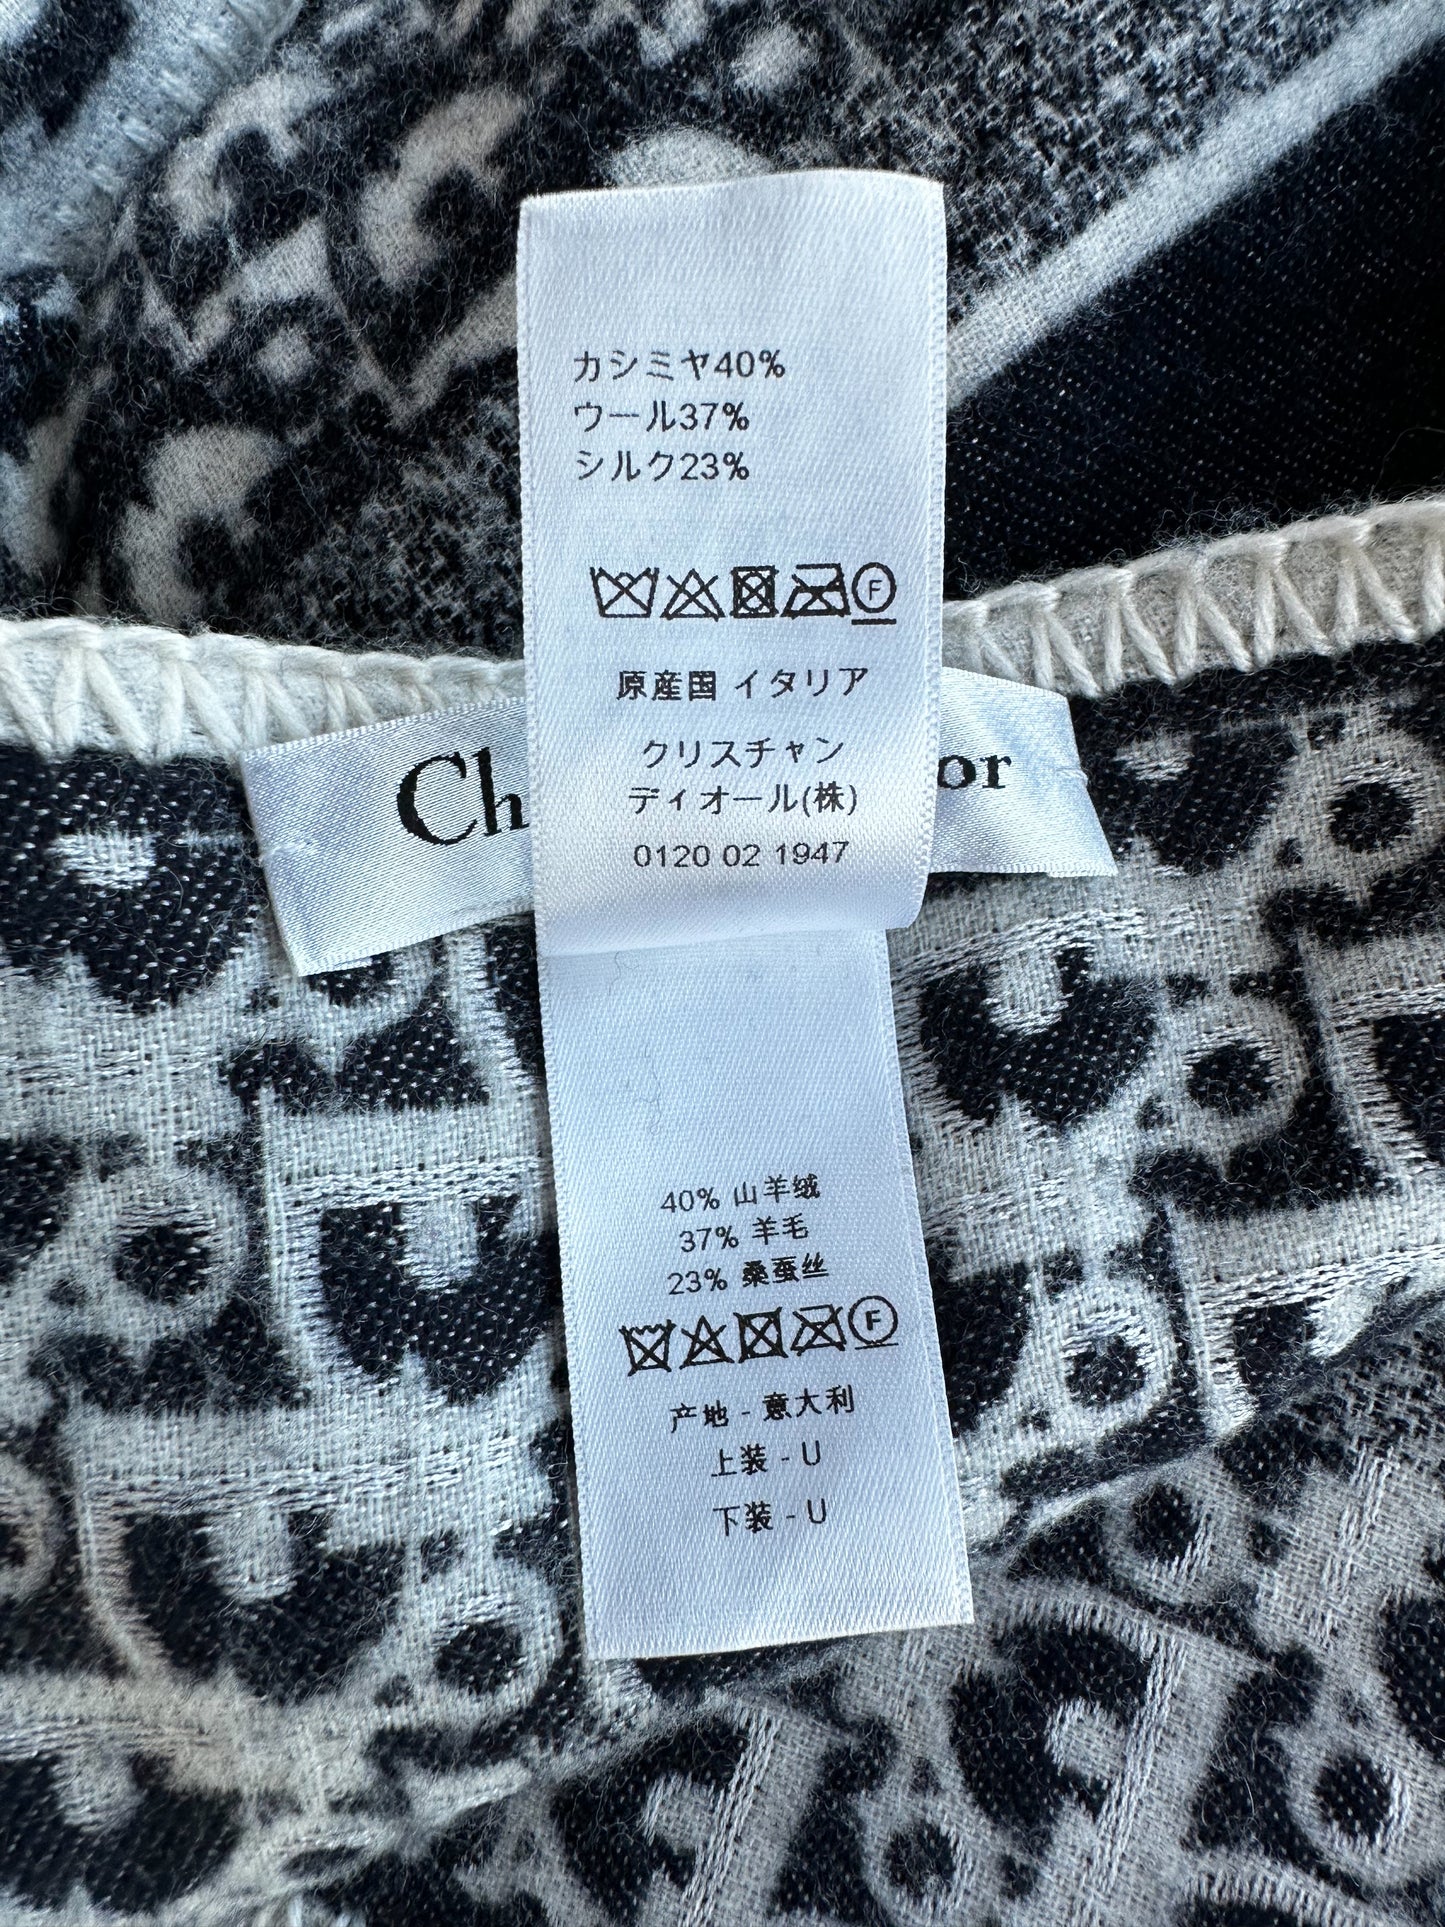 カシミヤ40%
ウール37%
シルク23%
F
原産国 イタリア
クリスチャン
ディオール(株)
0120 02 1947
Ch
or
40% 山羊绒
37% 羊毛
23% 桑蚕丝
F
产地 - 意大利
上装 - U
下装 - U